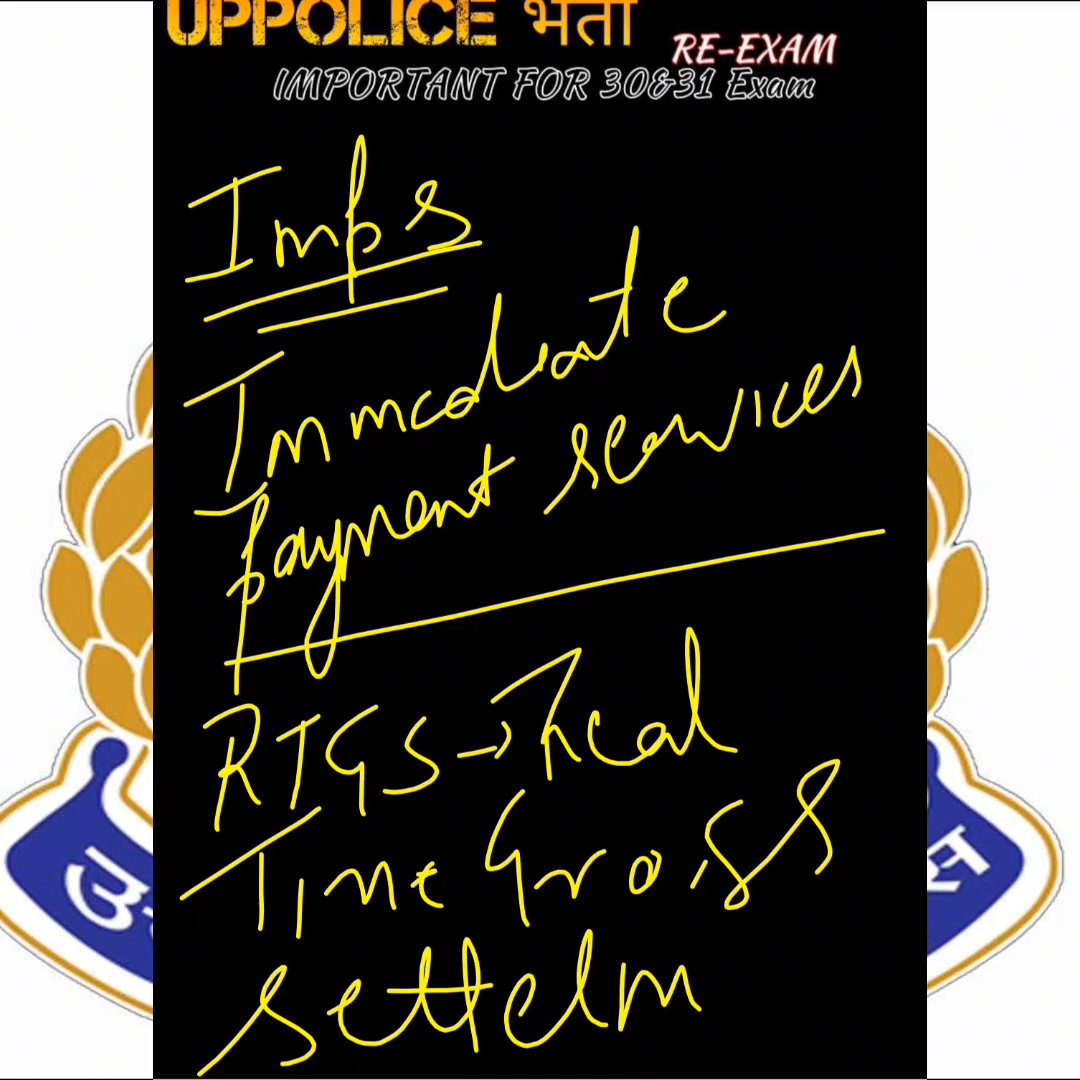 UPPOLICE भर्ती
RE-EXAM
IMPORTANT FOR 30&31 Exam
Imps
Immediate
payment services
RTGS→Real
Time Gross
settelm